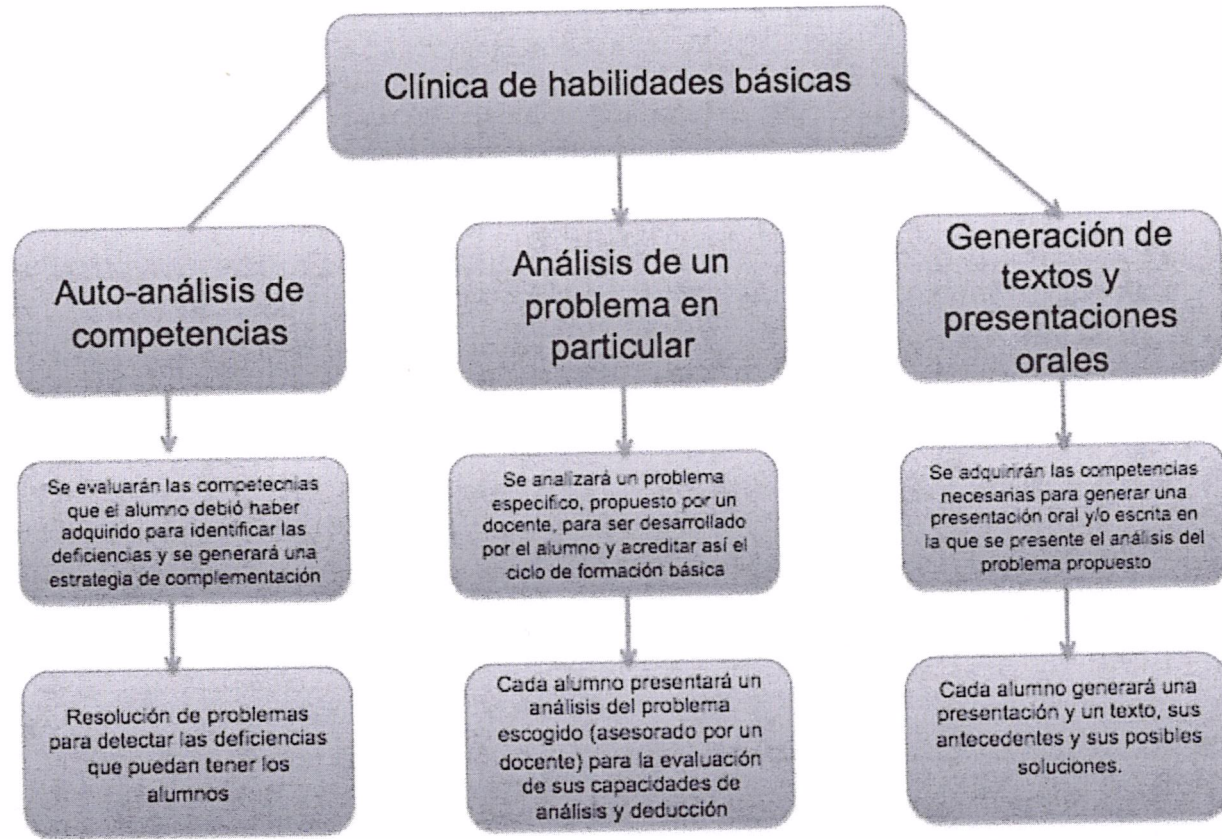 Clínica de habilidades básicas
Auto-análisis de
competencias
Análisis de un
problema en
particular
Generación de
textos y
presentaciones
orales
Se evaluarán las competecnias
que el alumno debió haber
adquirido para identificar las
deficiencias y se generará una
estrategia de complementación
Se analizará un problema
específico, propuesto por un
docente, para ser desarrollado
por el alumno y acreditar así el
ciclo de formación básica
Se adquirirán las competencias
necesarias para generar una
presentación oral y/o escrita en
la que se presente el análisis del
problema propuesto
Resolución de problemas
para detectar las deficiencias
que puedan tener los
alumnos
Cada alumno presentará un
análisis del problema
escogido (asesorado por un
docente) para la evaluación
de sus capacidades de
análisis y deducción
Cada alumno generará una
presentación y un texto, sus
antecedentes y sus posibles
soluciones.